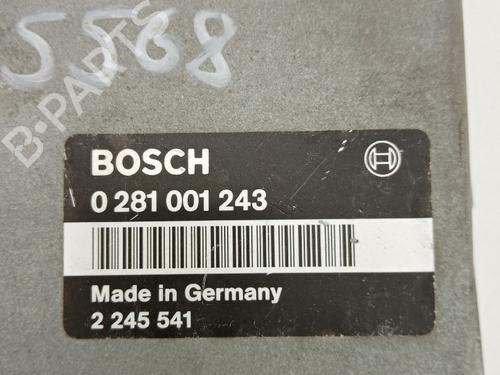 5588
B-PARTS
BOSCH
0 281 001 243
Made in Germany
2 245 541